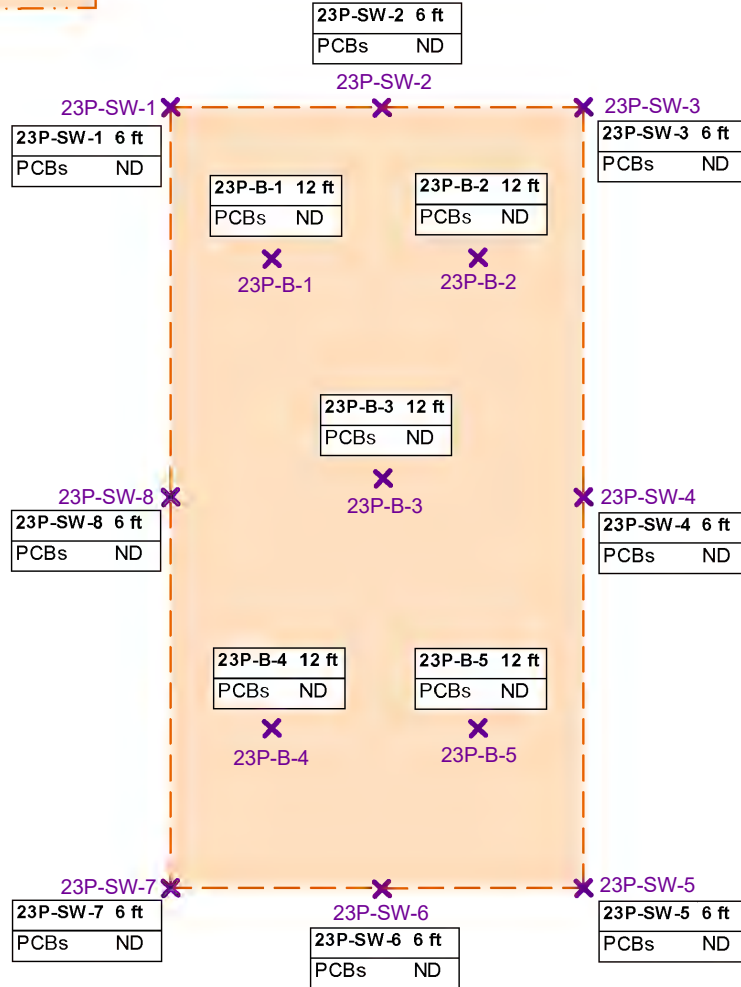 23P-SW-2 6 ft
PCBs ND
23P-SW-2
23P-SW-1
23P-SW-3
23P-SW-1 6 ft
PCBs ND
23P-SW-3 6 ft
PCBs ND
23P-B-1 12 ft
PCBs ND
23P-B-1
23P-B-2 12 ft
PCBs ND
23P-B-2
23P-B-3 12 ft
PCBs ND
23P-B-3
23P-SW-8
23P-SW-8 6 ft
PCBs ND
23P-SW-4
23P-SW-4 6 ft
PCBs ND
23P-B-4 12 ft
PCBs ND
23P-B-4
23P-B-5 12 ft
PCBs ND
23P-B-5
23P-SW-7
23P-SW-7 6 ft
PCBs ND
23P-SW-6
23P-SW-6 6 ft
PCBs ND
23P-SW-5
23P-SW-5 6 ft
PCBs ND